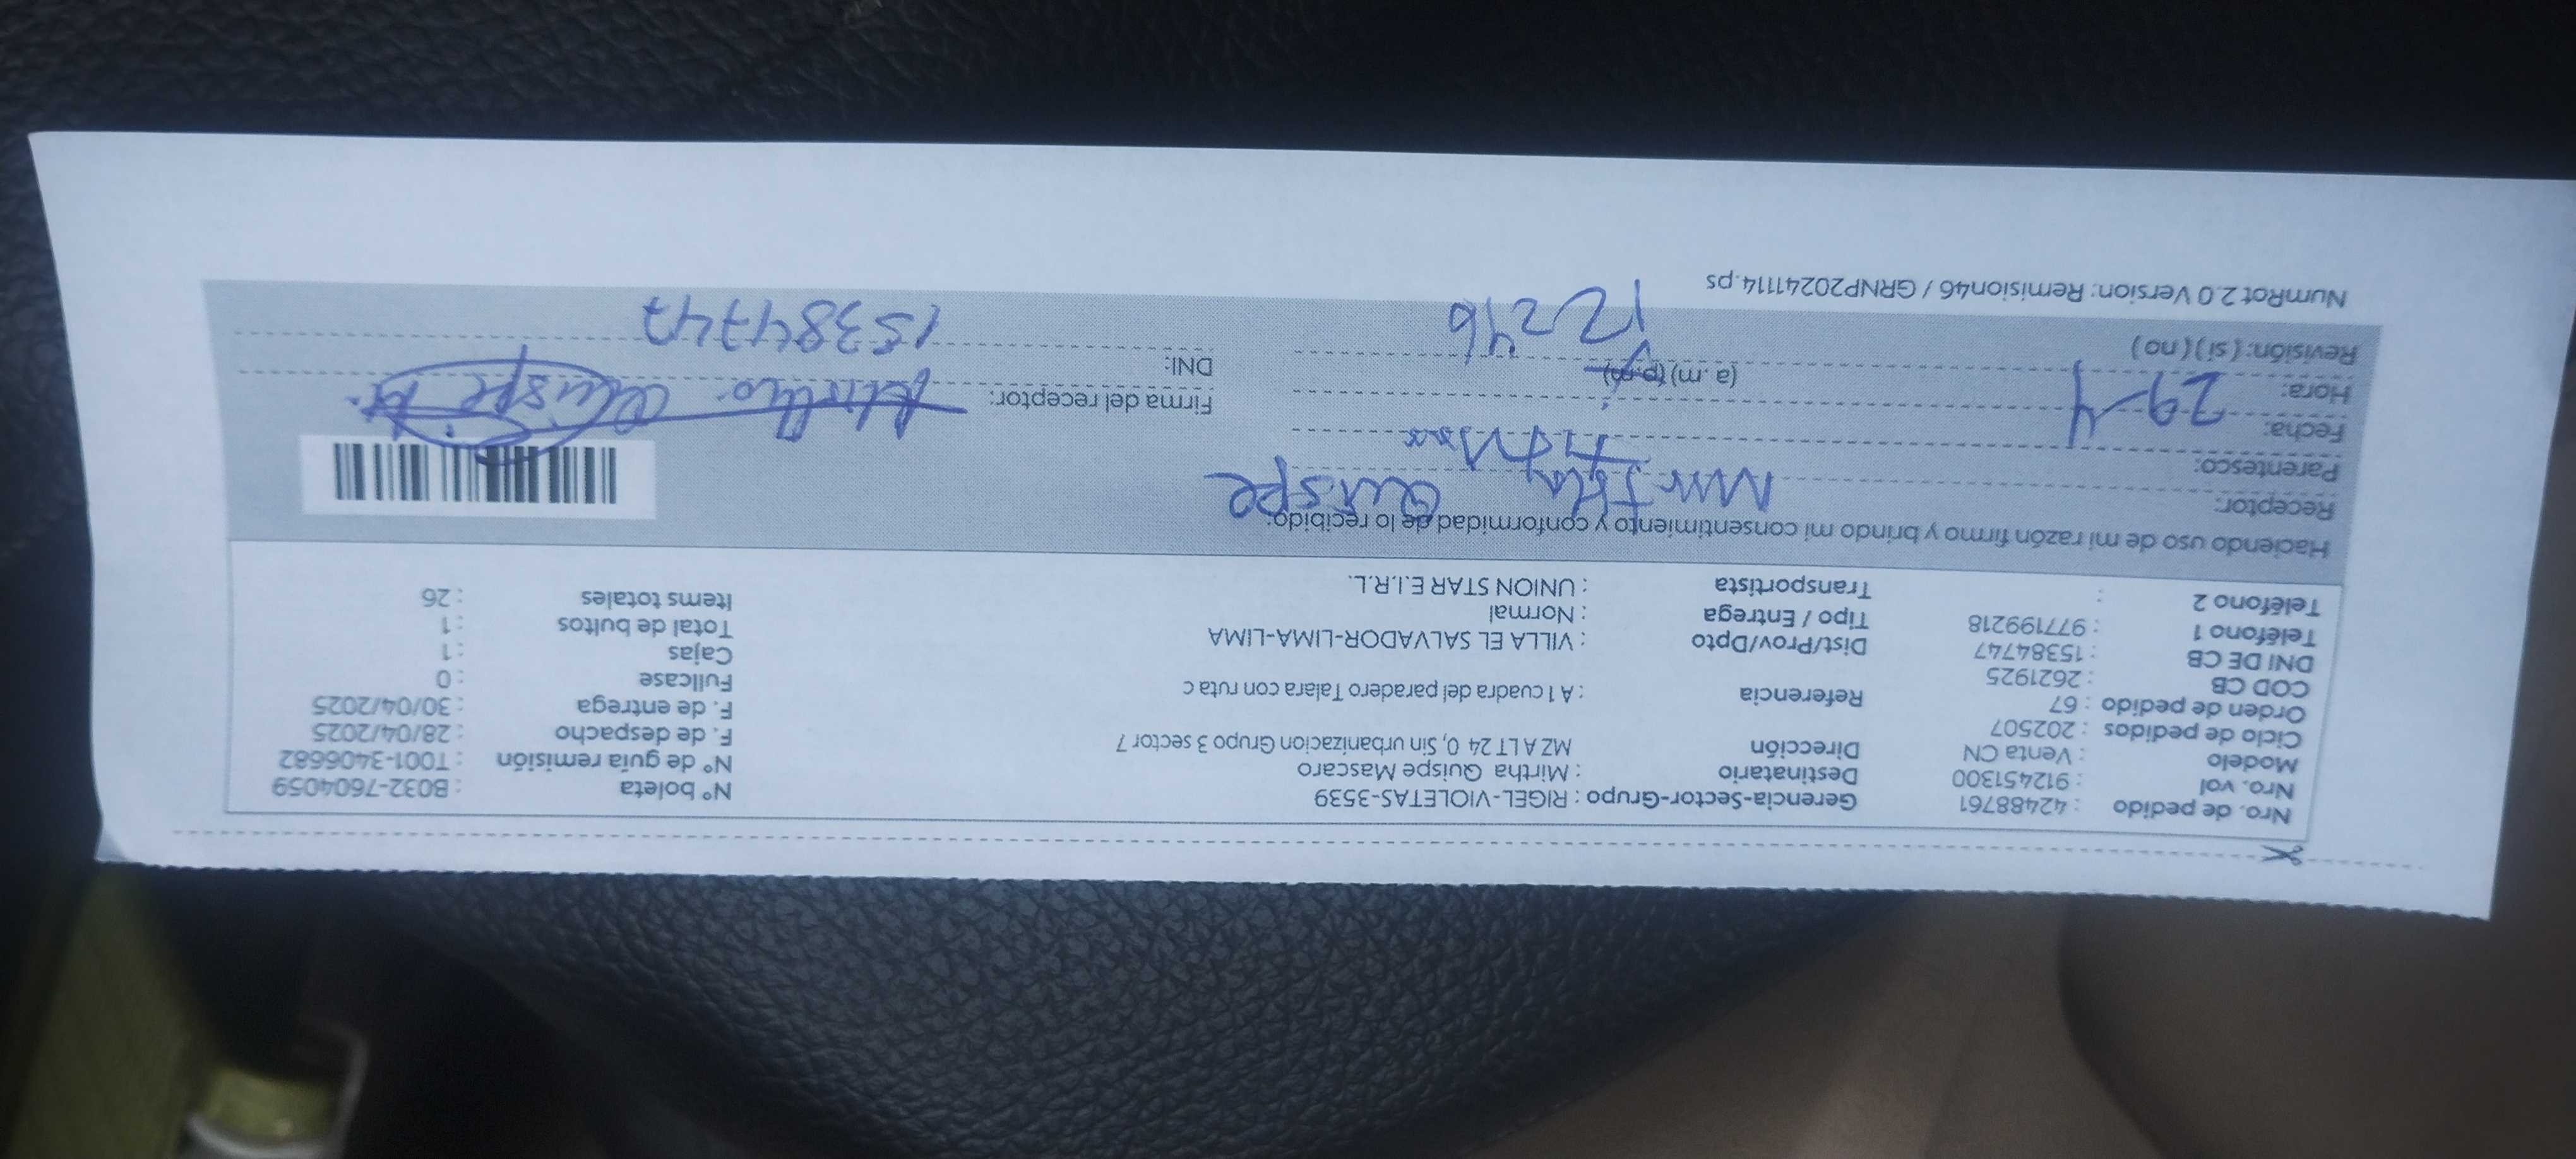 Nro. de pedido : 42488761 Gerencia-Sector-Grupo : RIGEL-VIOLETAS-3539 N° boleta : B032-7604059
Nro. vol : 912451300 Destinatario : Mirtha Quispe Mascaro N° de guía remisión : T001-3406682
Modelo : Venta CN Dirección MZ A LT 24 0, Sin urbanizacion Grupo 3 sector 7 F. de despacho : 28/04/2025
Ciclo de pedidos : 202507 F. de entrega : 30/04/2025
Orden de pedido : 67 Referencia : A 1 cuadra del paradero Talara con ruta c Fullcase : 0
COD CB : 2621925 Cajas : 1
DNI DE CB : 15384747 Dist/Prov/Dpto : VILLA EL SALVADOR-LIMA-LIMA Total de bultos : 1
Teléfono 1 : 977199218 Tipo / Entrega : Normal Items totales : 26
Teléfono 2 : Transportista : UNION STAR E.I.R.L.
Haciendo uso de mi razón firmo y brindo mi consentimiento y conformidad de lo recibido:
Receptor: Mirtha Quispe
Parentesco:
Fecha: 29-4 Firma del receptor: Quispe
Hora: (a. m) (p.m) 12:46 DNI: 15384747
Revisión: ( si ) ( no )
NumRot 2.0 Version: Remision46 / GRNP20241114.ps